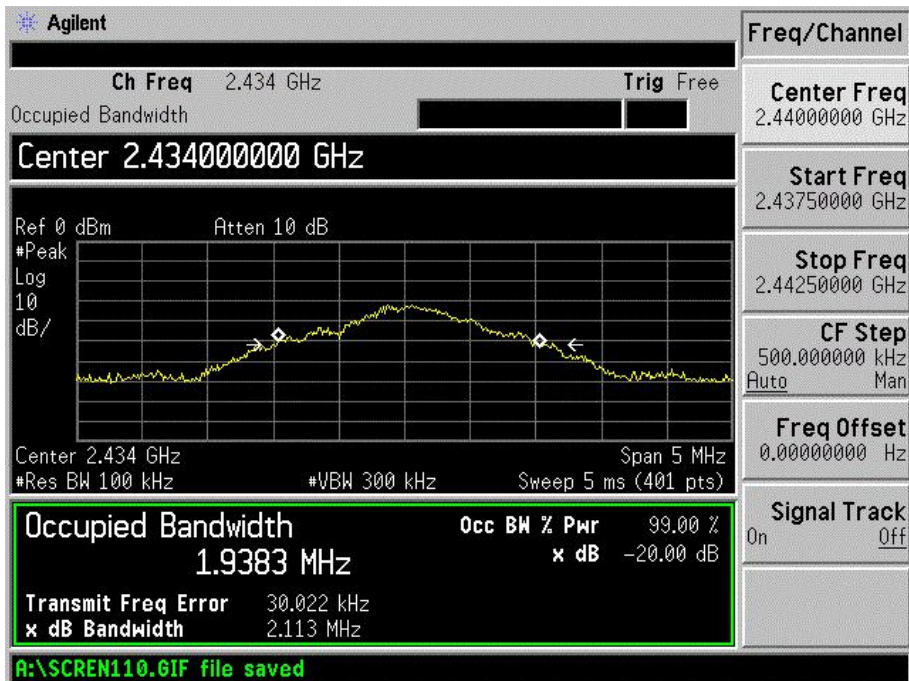 Agilent
Freq/Channel
Ch Freq 2.434 GHz Trig Free
Occupied Bandwidth
Center 2.434000000 GHz
Ref 0 dBm Atten 10 dB
#Peak
Log
10
dB/
Center 2.434 GHz Span 5 MHz
#Res BW 100 kHz #VBW 300 kHz Sweep 5 ms (401 pts)
Occupied Bandwidth
1.9383 MHz
Occ BW % Pwr 99.00 %
x dB -20.00 dB
Transmit Freq Error 30.022 kHz
x dB Bandwidth 2.113 MHz
A:\SCREN110.GIF file saved
Center Freq
2.44000000 GHz
Start Freq
2.43750000 GHz
Stop Freq
2.44250000 GHz
CF Step
500.000000 kHz
Auto Man
Freq Offset
0.00000000 Hz
Signal Track
On Off